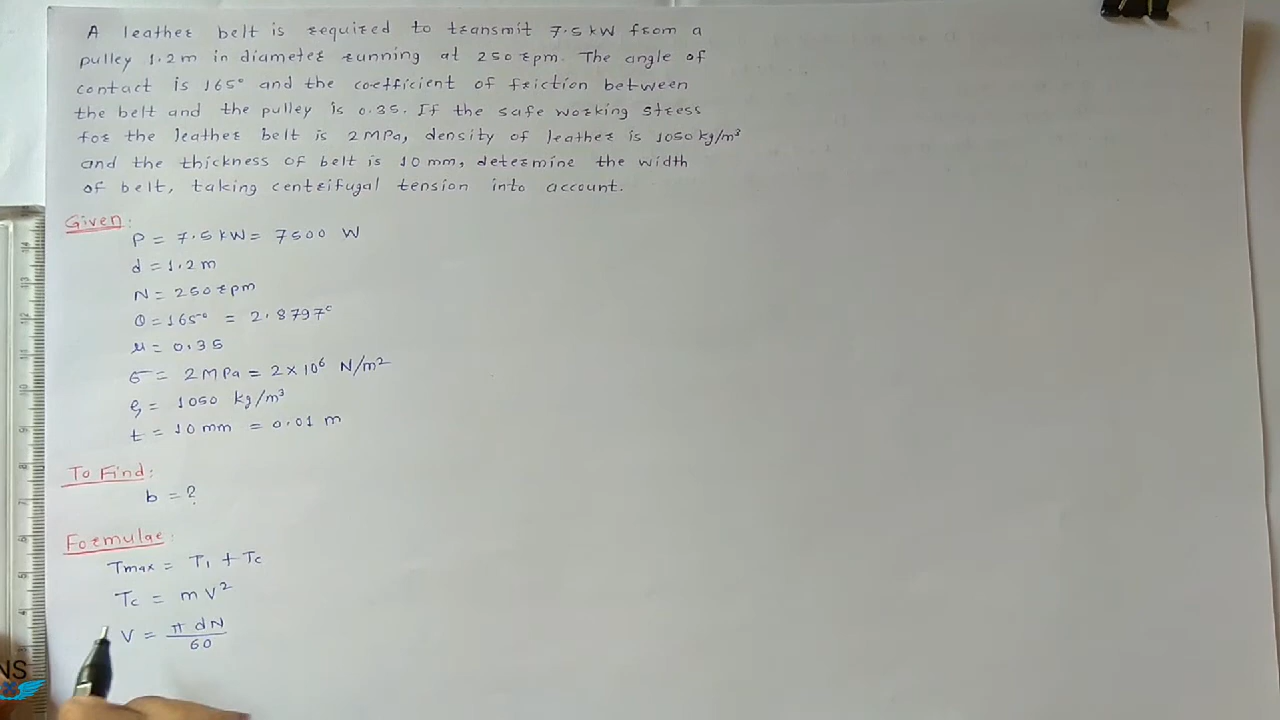 A leather belt is required to transmit 7.5 kW from a
pulley 1.2 m in diameter running at 250 rpm. The angle of
contact is 165° and the coefficient of friction between
the belt and the pulley is 0.35. If the safe working stress
for the leather belt is 2 MPa, density of leather is 1050 kg/m³
and the thickness of belt is 10 mm, determine the width
of belt, taking centrifugal tension into account.
Given:
P = 7.5 kW = 7500 W
d = 1.2 m
N = 250 rpm
θ = 165° = 2.8797ᶜ
μ = 0.35
σ = 2 MPa = 2×10⁶ N/m²
ρ = 1050 kg/m³
t = 10 mm = 0.01 m
To Find:
b = ?
Formulae:
Tmax = T₁ + Tc
Tc = mV²
V = πdN/60